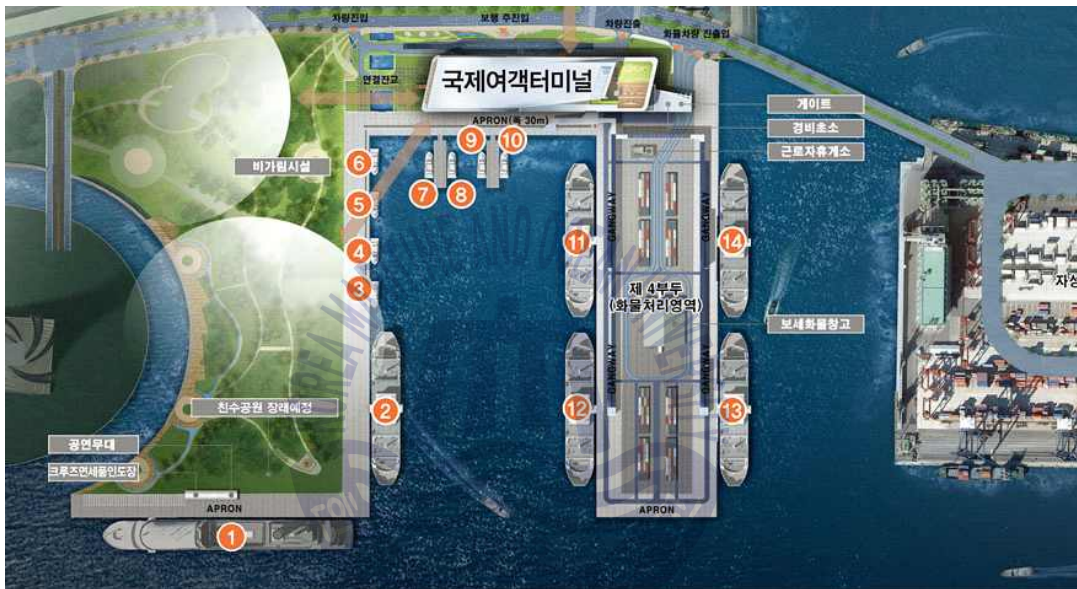 차량진입
보행 주진입
차량진출
화물차량 진출입
연결잔교
국제여객터미널
APRON(폭 30m)
게이트
경비초소
근로자휴게소
비가림시설
9
10
6
7
8
5
4
3
11
14
GANGWAY
GANGWAY
제 4부두
(화물처리영역)
자성
보세화물창고
GANGWAY
GANGWAY
2
12
13
친수공원 장래예정
공연무대
크루즈면세품인도장
APRON
APRON
1